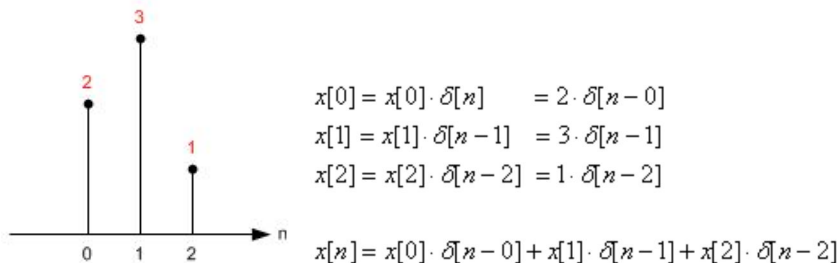 3
2
1
n
0 1 2
x[0] = x[0]· δ[n] = 2· δ[n − 0]
x[1] = x[1]· δ[n − 1] = 3· δ[n − 1]
x[2] = x[2]· δ[n − 2] = 1· δ[n − 2]
x[n] = x[0]· δ[n − 0] + x[1]· δ[n − 1] + x[2]· δ[n − 2]